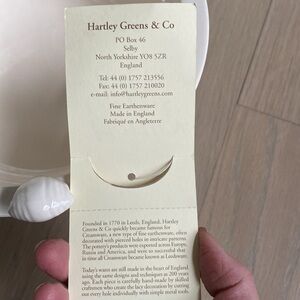 Hartley Greens & Co
PO Box 46
Selby
North Yorkshire YO8 5ZR
England
Tel: 44 (0) 1757 213556
Fax: 44 (0) 1757 210020
e-mail: info@hartleygreens.com
Fine Earthenware
Made in England
Fabriqué en Angleterre
Founded in 1770 in Leeds, England, Hartley
Greens & Co quickly became famous for
Creamware, a new type of fine earthenware, often
decorated with pierced holes in intricate patterns.
The pottery's products were exported across Europe,
Russia and America, and were so successful that
in time all Creamware became known as Leedsware.
Today's wares are still made in the heart of England
using the same designs and techniques as 200 years
ago. Each piece is carefully hand-made by skilled
craftsmen who create the lacy decoration by cutting
out every hole individually with simple metal tools.